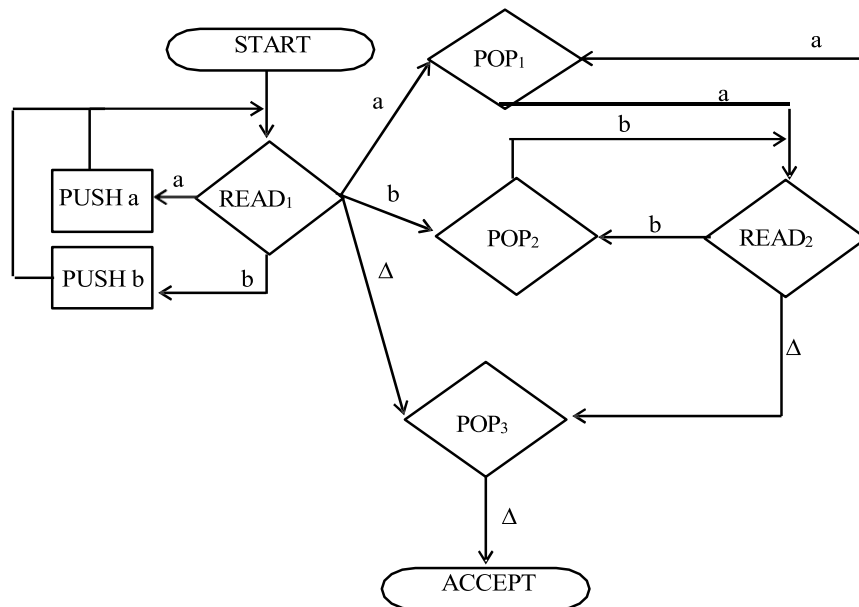 START
POP₁
a
a
a
b
PUSH a
a
READ₁
b
POP₂
b
READ₂
PUSH b
b
Δ
Δ
POP₃
Δ
ACCEPT